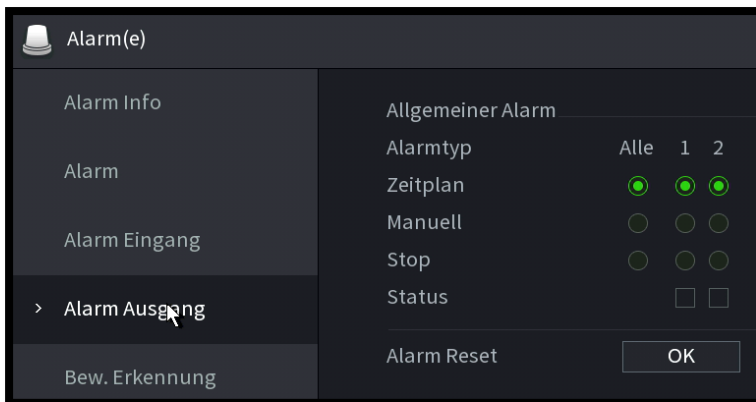 Alarm(e)
Alarm Info
Alarm
Alarm Eingang
Alarm Ausgang
Bew. Erkennung
Allgemeiner Alarm
Alarmtyp Alle 1 2
Zeitplan
Manuell
Stop
Status
Alarm Reset OK